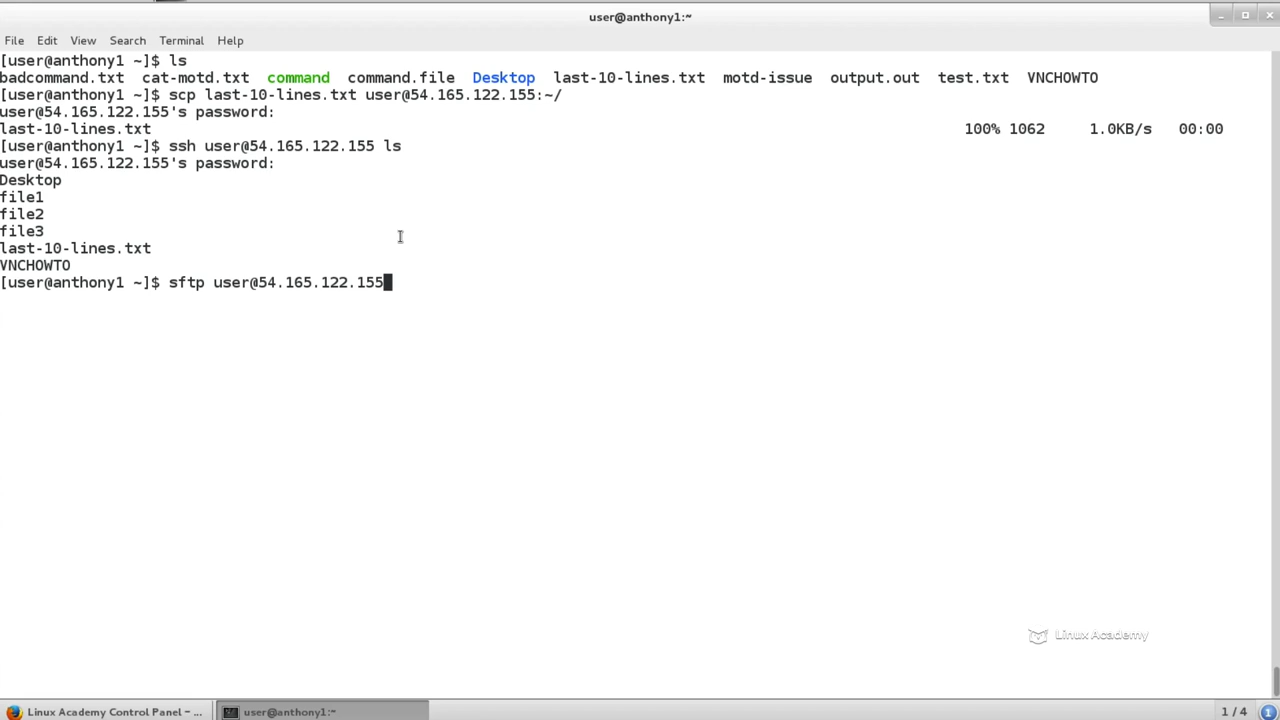 user@anthony1:~
File Edit View Search Terminal Help
[user@anthony1 ~]$ ls
badcommand.txt cat-motd.txt command command.file Desktop last-10-lines.txt motd-issue output.out test.txt VNCHOWTO
[user@anthony1 ~]$ scp last-10-lines.txt user@54.165.122.155:~/
user@54.165.122.155's password:
last-10-lines.txt 100% 1062 1.0KB/s 00:00
[user@anthony1 ~]$ ssh user@54.165.122.155 ls
user@54.165.122.155's password:
Desktop
file1
file2
file3
last-10-lines.txt
VNCHOWTO
[user@anthony1 ~]$ sftp user@54.165.122.155
Linux Academy
Linux Academy Control Panel – ... user@anthony1:~ 1 / 4 1